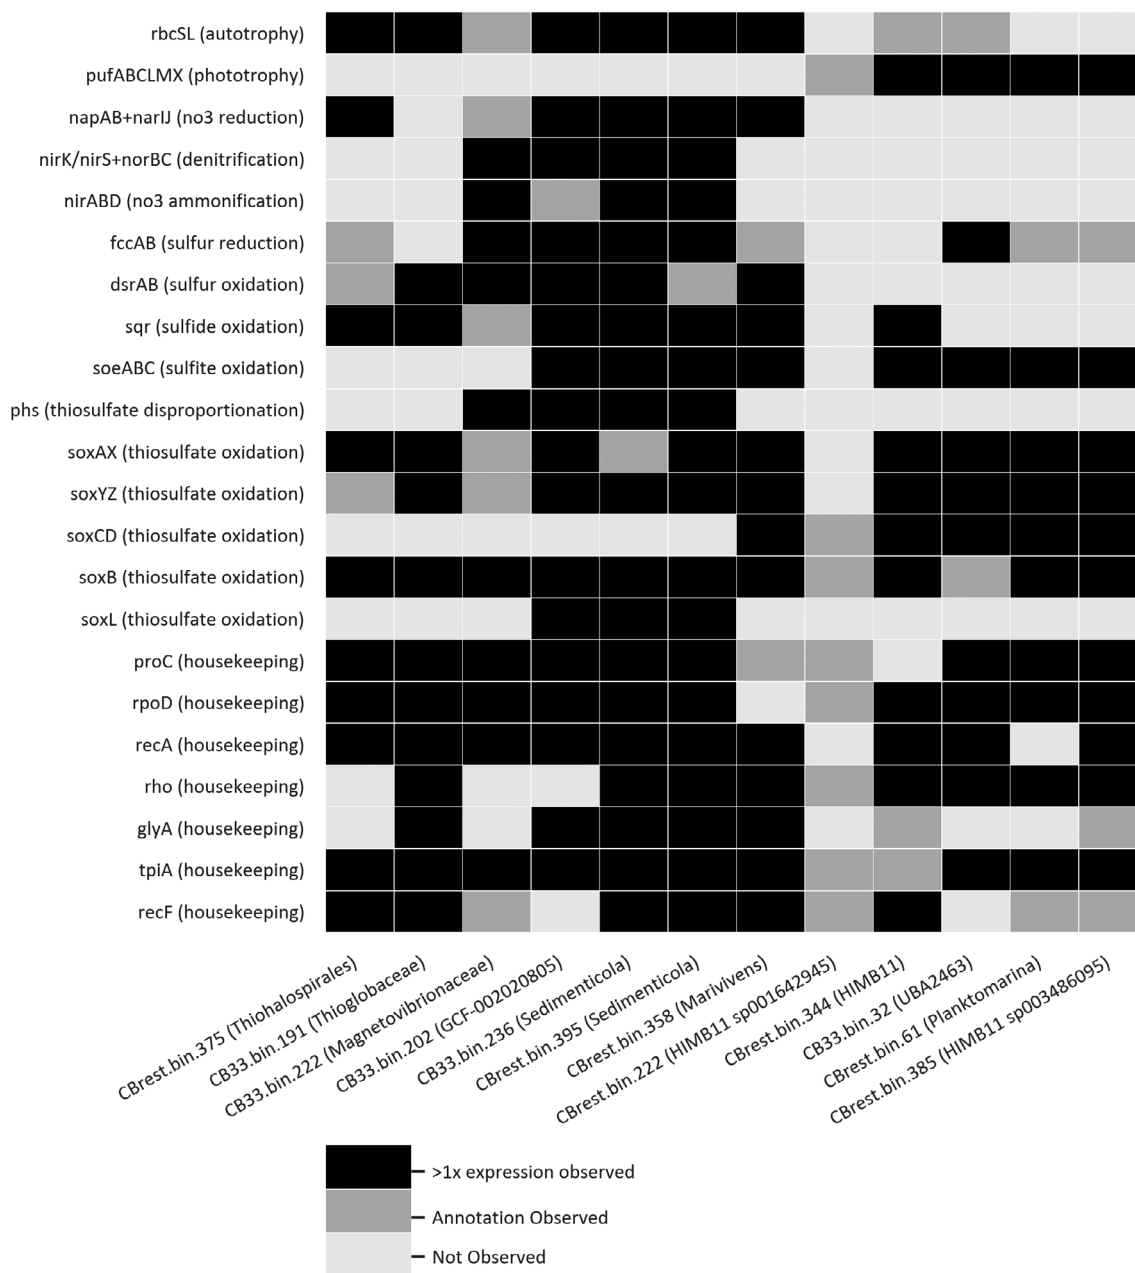 rbcSL (autotrophy)
pufABCLMX (phototrophy)
napAB+narIJ (no3 reduction)
nirK/nirS+norBC (denitrification)
nirABD (no3 ammonification)
fccAB (sulfur reduction)
dsrAB (sulfur oxidation)
sqr (sulfide oxidation)
soeABC (sulfite oxidation)
phs (thiosulfate disproportionation)
soxAX (thiosulfate oxidation)
soxYZ (thiosulfate oxidation)
soxCD (thiosulfate oxidation)
soxB (thiosulfate oxidation)
soxL (thiosulfate oxidation)
proC (housekeeping)
rpoD (housekeeping)
recA (housekeeping)
rho (housekeeping)
glyA (housekeeping)
tpiA (housekeeping)
recF (housekeeping)
CBrest.bin.375 (Thiohalospirales)
CB33.bin.191 (Thioglobaceae)
CB33.bin.222 (Magnetovibrionaceae)
CB33.bin.202 (GCF-002020805)
CB33.bin.236 (Sedimenticola)
CBrest.bin.395 (Sedimenticola)
CBrest.bin.358 (Marivivens)
CBrest.bin.222 (HIMB11 sp001642945)
CBrest.bin.344 (HIMB11)
CB33.bin.32 (UBA2463)
CBrest.bin.61 (Planktomarina)
CBrest.bin.385 (HIMB11 sp003486095)
>1x expression observed
Annotation Observed
Not Observed